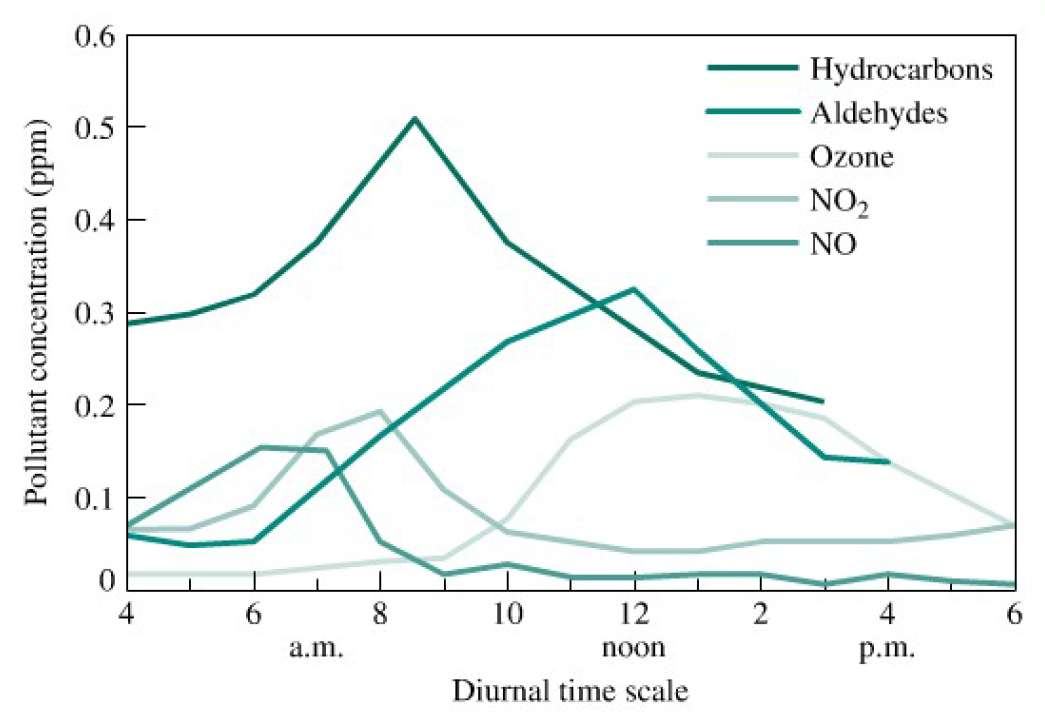 0.6
0.5
0.4
0.3
0.2
0.1
0
Pollutant concentration (ppm)
Hydrocarbons
Aldehydes
Ozone
NO₂
NO
4 6 8 10 12 2 4 6
a.m. noon p.m.
Diurnal time scale